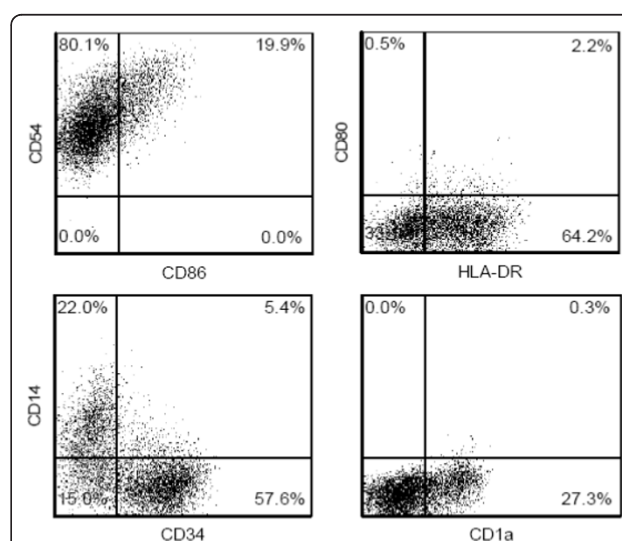 80.1% 19.9%
CD54
0.0% 0.0%
CD86
0.5% 2.2%
CD80
64.2%
HLA-DR
22.0% 5.4%
CD14
15.0% 57.6%
CD34
0.0% 0.3%
27.3%
CD1a